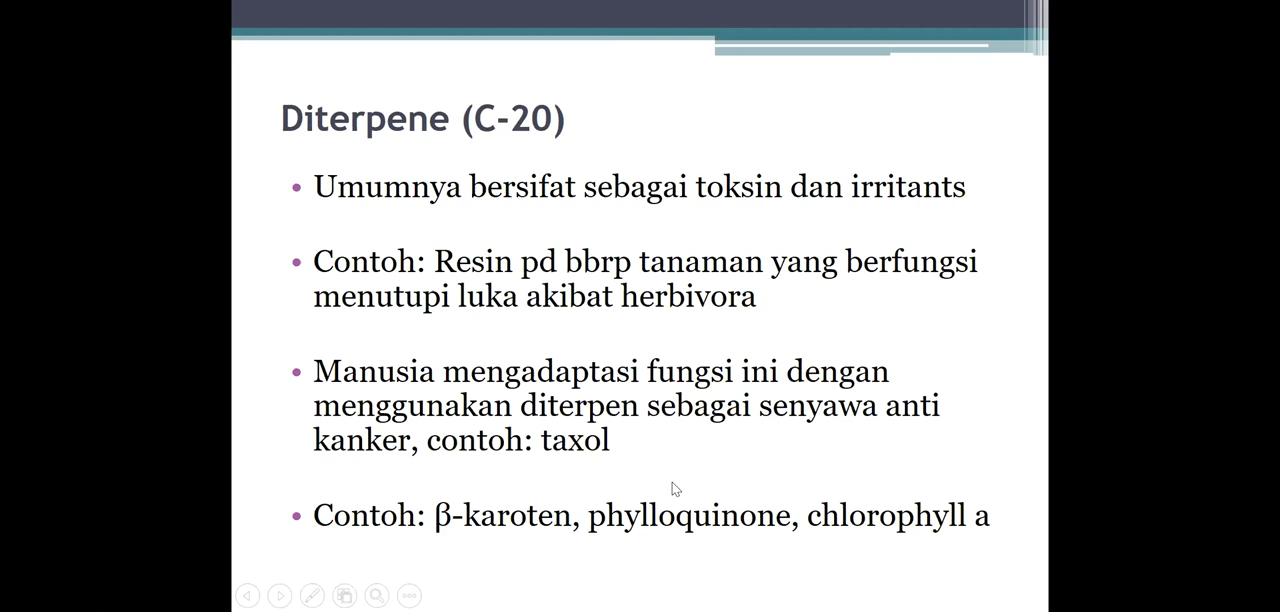 Diterpene (C-20)
• Umumnya bersifat sebagai toksin dan irritants
• Contoh: Resin pd bbrp tanaman yang berfungsi
menutupi luka akibat herbivora
• Manusia mengadaptasi fungsi ini dengan
menggunakan diterpen sebagai senyawa anti
kanker, contoh: taxol
• Contoh: β-karoten, phylloquinone, chlorophyll a